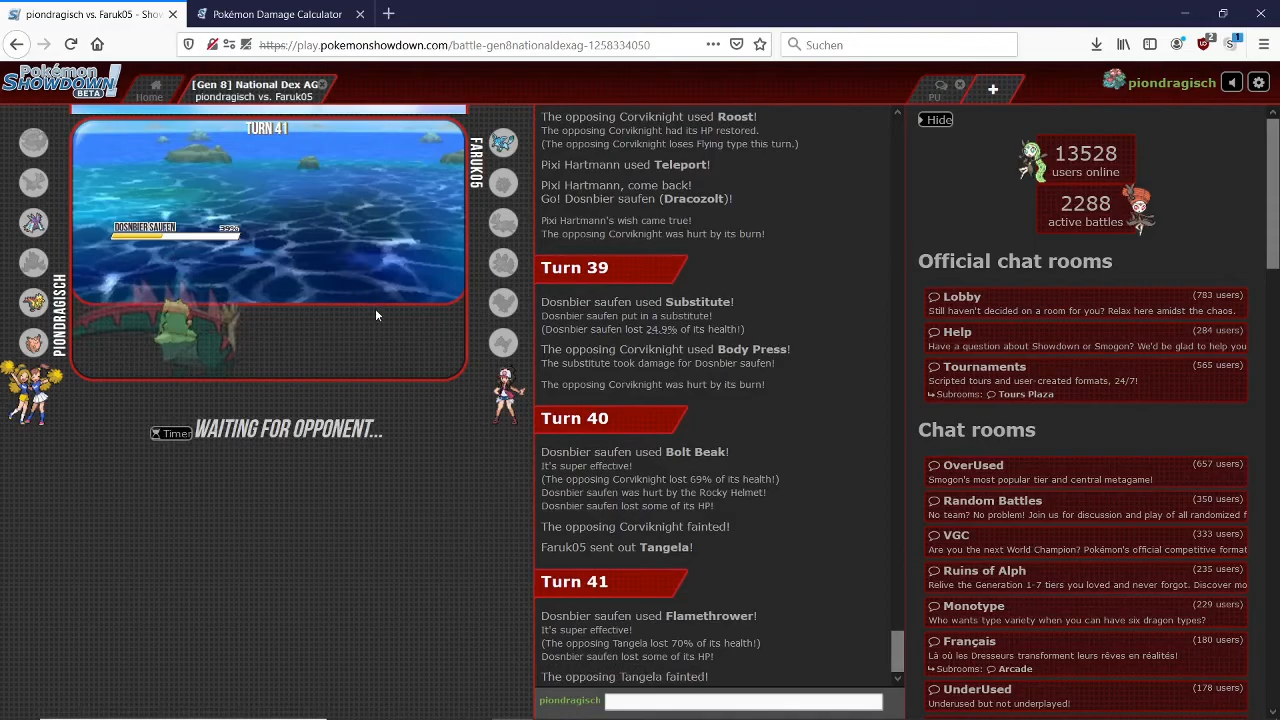 piondragisch vs. Faruk05 - Show
Pokémon Damage Calculator
https://play.pokemonshowdown.com/battle-gen8nationaldexag-1258334050
Suchen
2
1
Pokémon
Showdown!
BETA
Home
[Gen 8] National Dex AG
piondragisch vs. Faruk05
PU
piondragisch
TURN 41
FARUK05
PIONDRAGISCH
DOSNBIER SAUFEN
39%
Timer
WAITING FOR OPPONENT...
The opposing Corviknight used Roost!
The opposing Corviknight had its HP restored.
(The opposing Corviknight loses Flying type this turn.)
Pixi Hartmann used Teleport!
Pixi Hartmann, come back!
Go! Dosnbier saufen (Dracozolt)!
Pixi Hartmann's wish came true!
The opposing Corviknight was hurt by its burn!
Turn 39
Dosnbier saufen used Substitute!
Dosnbier saufen put in a substitute!
(Dosnbier saufen lost 24.9% of its health!)
The opposing Corviknight used Body Press!
The substitute took damage for Dosnbier saufen!
The opposing Corviknight was hurt by its burn!
Turn 40
Dosnbier saufen used Bolt Beak!
It's super effective!
(The opposing Corviknight lost 69% of its health!)
Dosnbier saufen was hurt by the Rocky Helmet!
Dosnbier saufen lost some of its HP!
The opposing Corviknight fainted!
Faruk05 sent out Tangela!
Turn 41
Dosnbier saufen used Flamethrower!
It's super effective!
(The opposing Tangela lost 70% of its health!)
Dosnbier saufen lost some of its HP!
The opposing Tangela fainted!
piondragisch
Hide
13528
users online
2288
active battles
Official chat rooms
Lobby
(783 users)
Still haven't decided on a room for you? Relax here amidst the chaos.
Help
(284 users)
Have a question about Showdown or Smogon? We'd be glad to help you
Tournaments
(565 users)
Scripted tours and user-created formats, 24/7!
Subrooms: Tours Plaza
Chat rooms
OverUsed
(657 users)
Smogon's most popular tier and central metagame!
Random Battles
(350 users)
No team? No problem! Join us for discussion and play of all randomized f
VGC
(333 users)
Are you the next World Champion? Pokémon's official competitive format
Ruins of Alph
(235 users)
Relive the Generation 1-7 tiers you loved and never forgot. Discover mo
Monotype
(229 users)
Who wants type variety when you can have six dragon types?
Français
(180 users)
Là où les Dresseurs transforment leurs rêves en réalités!
Subrooms: Arcade
UnderUsed
(178 users)
Underused but not underplayed!